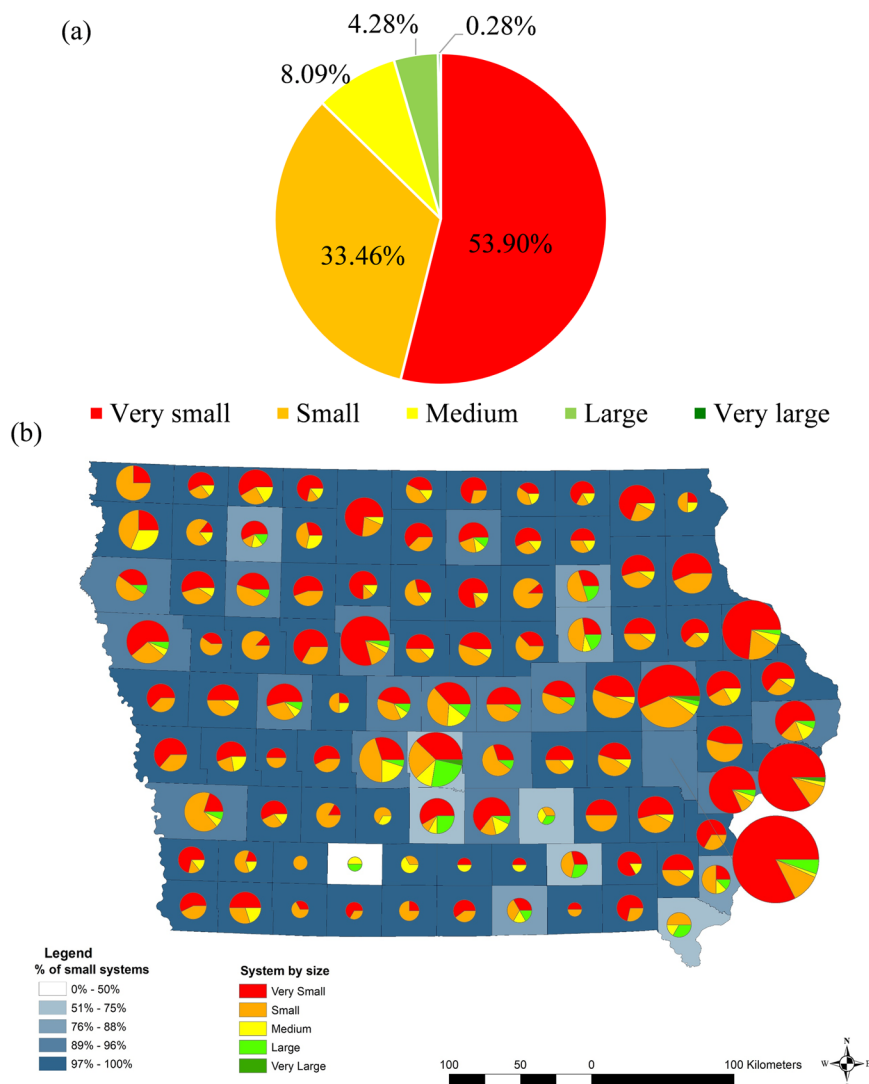 (a)
4.28%
0.28%
8.09%
33.46%
53.90%
Very small Small Medium Large Very large
(b)
Legend
% of small systems
0% - 50%
51% - 75%
76% - 88%
89% - 96%
97% - 100%
System by size
Very Small
Small
Medium
Large
Very Large
100 50 0 100 Kilometers
N
W E
S